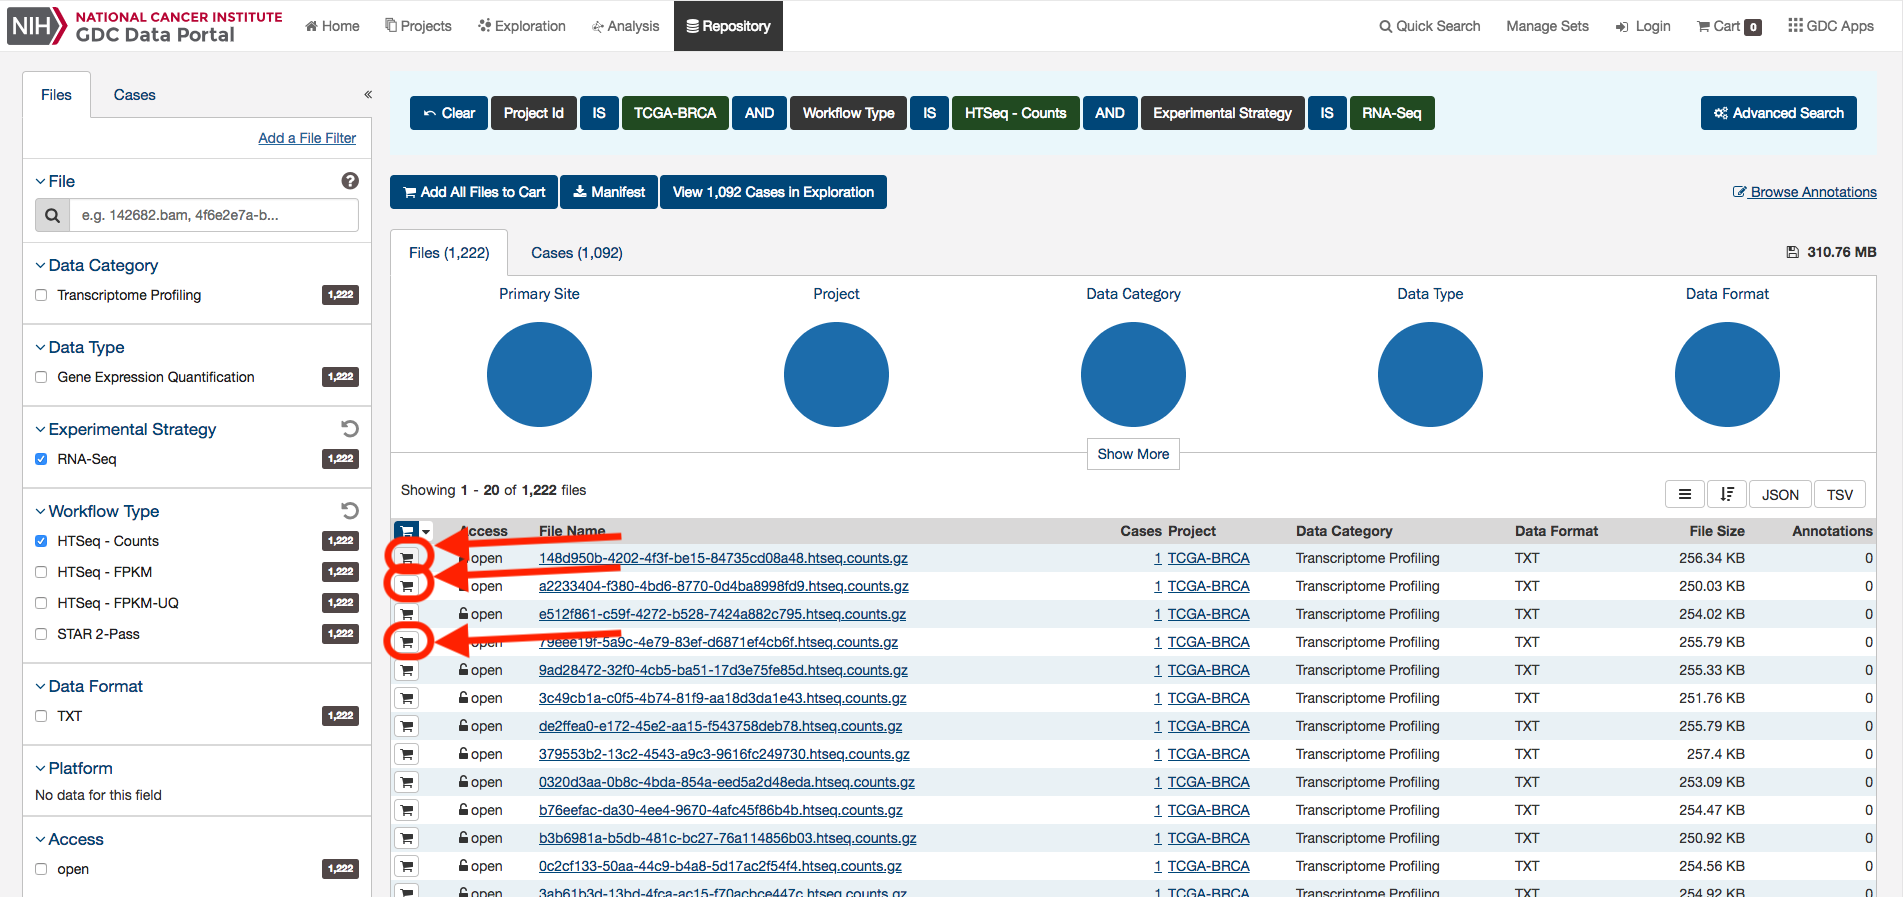 NIH NATIONAL CANCER INSTITUTE
GDC Data Portal
Home Projects Exploration Analysis Repository Quick Search Manage Sets Login Cart 0 GDC Apps
Files Cases «
Add a File Filter
File ?
e.g. 142682.bam, 4f6e2e7a-b...
Data Category
Transcriptome Profiling 1,222
Data Type
Gene Expression Quantification 1,222
Experimental Strategy
RNA-Seq 1,222
Workflow Type
HTSeq - Counts 1,222
HTSeq - FPKM 1,222
HTSeq - FPKM-UQ 1,222
STAR 2-Pass 1,222
Data Format
TXT 1,222
Platform
No data for this field
Access
open 1,222
Clear Project Id IS TCGA-BRCA AND Workflow Type IS HTSeq - Counts AND Experimental Strategy IS RNA-Seq Advanced Search
Add All Files to Cart Manifest View 1,092 Cases in Exploration Browse Annotations
Files (1,222) Cases (1,092) 310.76 MB
Primary Site Project Data Category Data Type Data Format
Show More
Showing 1 - 20 of 1,222 files JSON TSV
File Name Cases Project Data Category Data Format File Size Annotations
open 148d950b-4202-4f3f-be15-84735cd08a48.htseq.counts.gz 1 TCGA-BRCA Transcriptome Profiling TXT 256.34 KB 0
open a2233404-f380-4bd6-8770-0d4ba8998fd9.htseq.counts.gz 1 TCGA-BRCA Transcriptome Profiling TXT 250.03 KB 0
open e512f861-c59f-4272-b528-7424a882c795.htseq.counts.gz 1 TCGA-BRCA Transcriptome Profiling TXT 254.02 KB 0
open 79eee19f-5a9c-4e79-83ef-d6871ef4cb6f.htseq.counts.gz 1 TCGA-BRCA Transcriptome Profiling TXT 255.79 KB 0
open 9ad28472-32f0-4cb5-ba51-17d3e75fe85d.htseq.counts.gz 1 TCGA-BRCA Transcriptome Profiling TXT 255.33 KB 0
open 3c49cb1a-c0f5-4b74-81f9-aa18d3da1e43.htseq.counts.gz 1 TCGA-BRCA Transcriptome Profiling TXT 251.76 KB 0
open de2ffea0-e172-45e2-aa15-f543758deb78.htseq.counts.gz 1 TCGA-BRCA Transcriptome Profiling TXT 255.79 KB 0
open 379553b2-13c2-4543-a9c3-9616fc249730.htseq.counts.gz 1 TCGA-BRCA Transcriptome Profiling TXT 257.4 KB 0
open 0320d3aa-0b8c-4bda-854a-eed5a2d48eda.htseq.counts.gz 1 TCGA-BRCA Transcriptome Profiling TXT 253.09 KB 0
open b76eefac-da30-4ee4-9670-4afc45f86b4b.htseq.counts.gz 1 TCGA-BRCA Transcriptome Profiling TXT 254.47 KB 0
open b3b6981a-b5db-481c-bc27-76a114856b03.htseq.counts.gz 1 TCGA-BRCA Transcriptome Profiling TXT 250.92 KB 0
open 0c2cf133-50aa-44c9-b4a8-5d17ac2f54f4.htseq.counts.gz 1 TCGA-BRCA Transcriptome Profiling TXT 254.56 KB 0
open 3ab61b3d-13bd-4fca-ac15-f70acbce447c.htseq.counts.gz 1 TCGA-BRCA Transcriptome Profiling TXT 254.92 KB 0